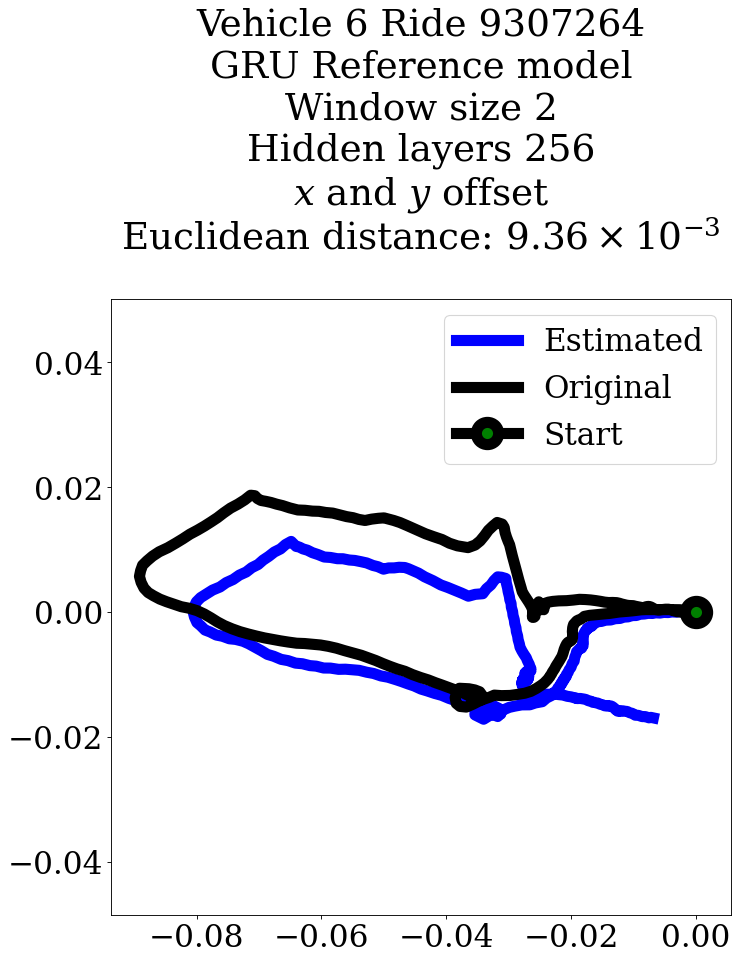 Vehicle 6 Ride 9307264
GRU Reference model
Window size 2
Hidden layers 256
x and y offset
Euclidean distance: 9.36 × 10⁻³
Estimated
Original
Start
0.04
0.02
0.00
−0.02
−0.04
−0.08 −0.06 −0.04 −0.02 0.00